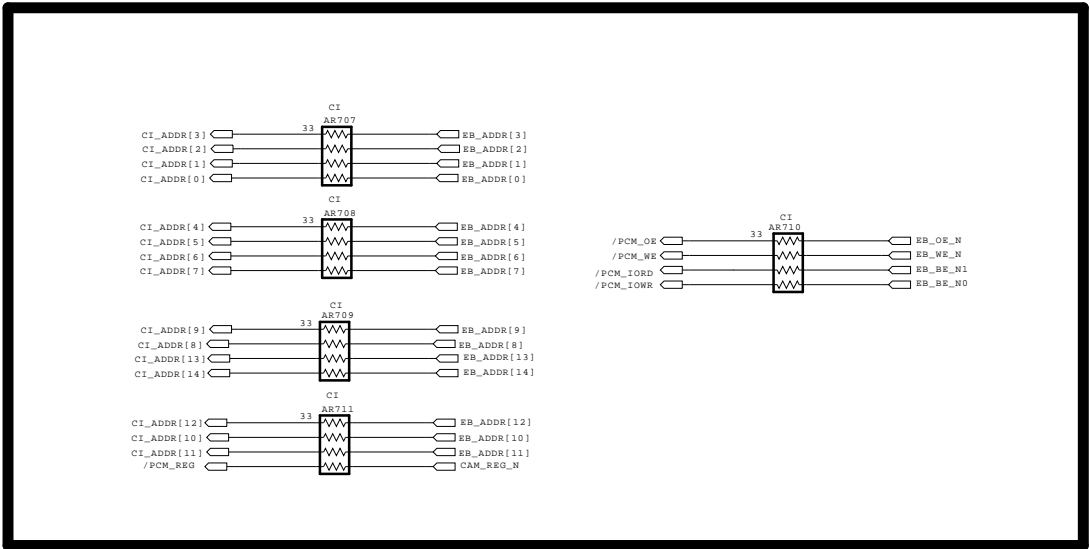 CI
AR707
33
CI_ADDR[3] EB_ADDR[3]
CI_ADDR[2] EB_ADDR[2]
CI_ADDR[1] EB_ADDR[1]
CI_ADDR[0] EB_ADDR[0]
CI
AR708
33
CI_ADDR[4] EB_ADDR[4]
CI_ADDR[5] EB_ADDR[5]
CI_ADDR[6] EB_ADDR[6]
CI_ADDR[7] EB_ADDR[7]
CI
AR709
33
CI_ADDR[9] EB_ADDR[9]
CI_ADDR[8] EB_ADDR[8]
CI_ADDR[13] EB_ADDR[13]
CI_ADDR[14] EB_ADDR[14]
CI
AR711
33
CI_ADDR[12] EB_ADDR[12]
CI_ADDR[10] EB_ADDR[10]
CI_ADDR[11] EB_ADDR[11]
/PCM_REG CAM_REG_N
CI
AR710
33
/PCM_OE EB_OE_N
/PCM_WE EB_WE_N
/PCM_IORD EB_BE_N1
/PCM_IOWR EB_BE_N0